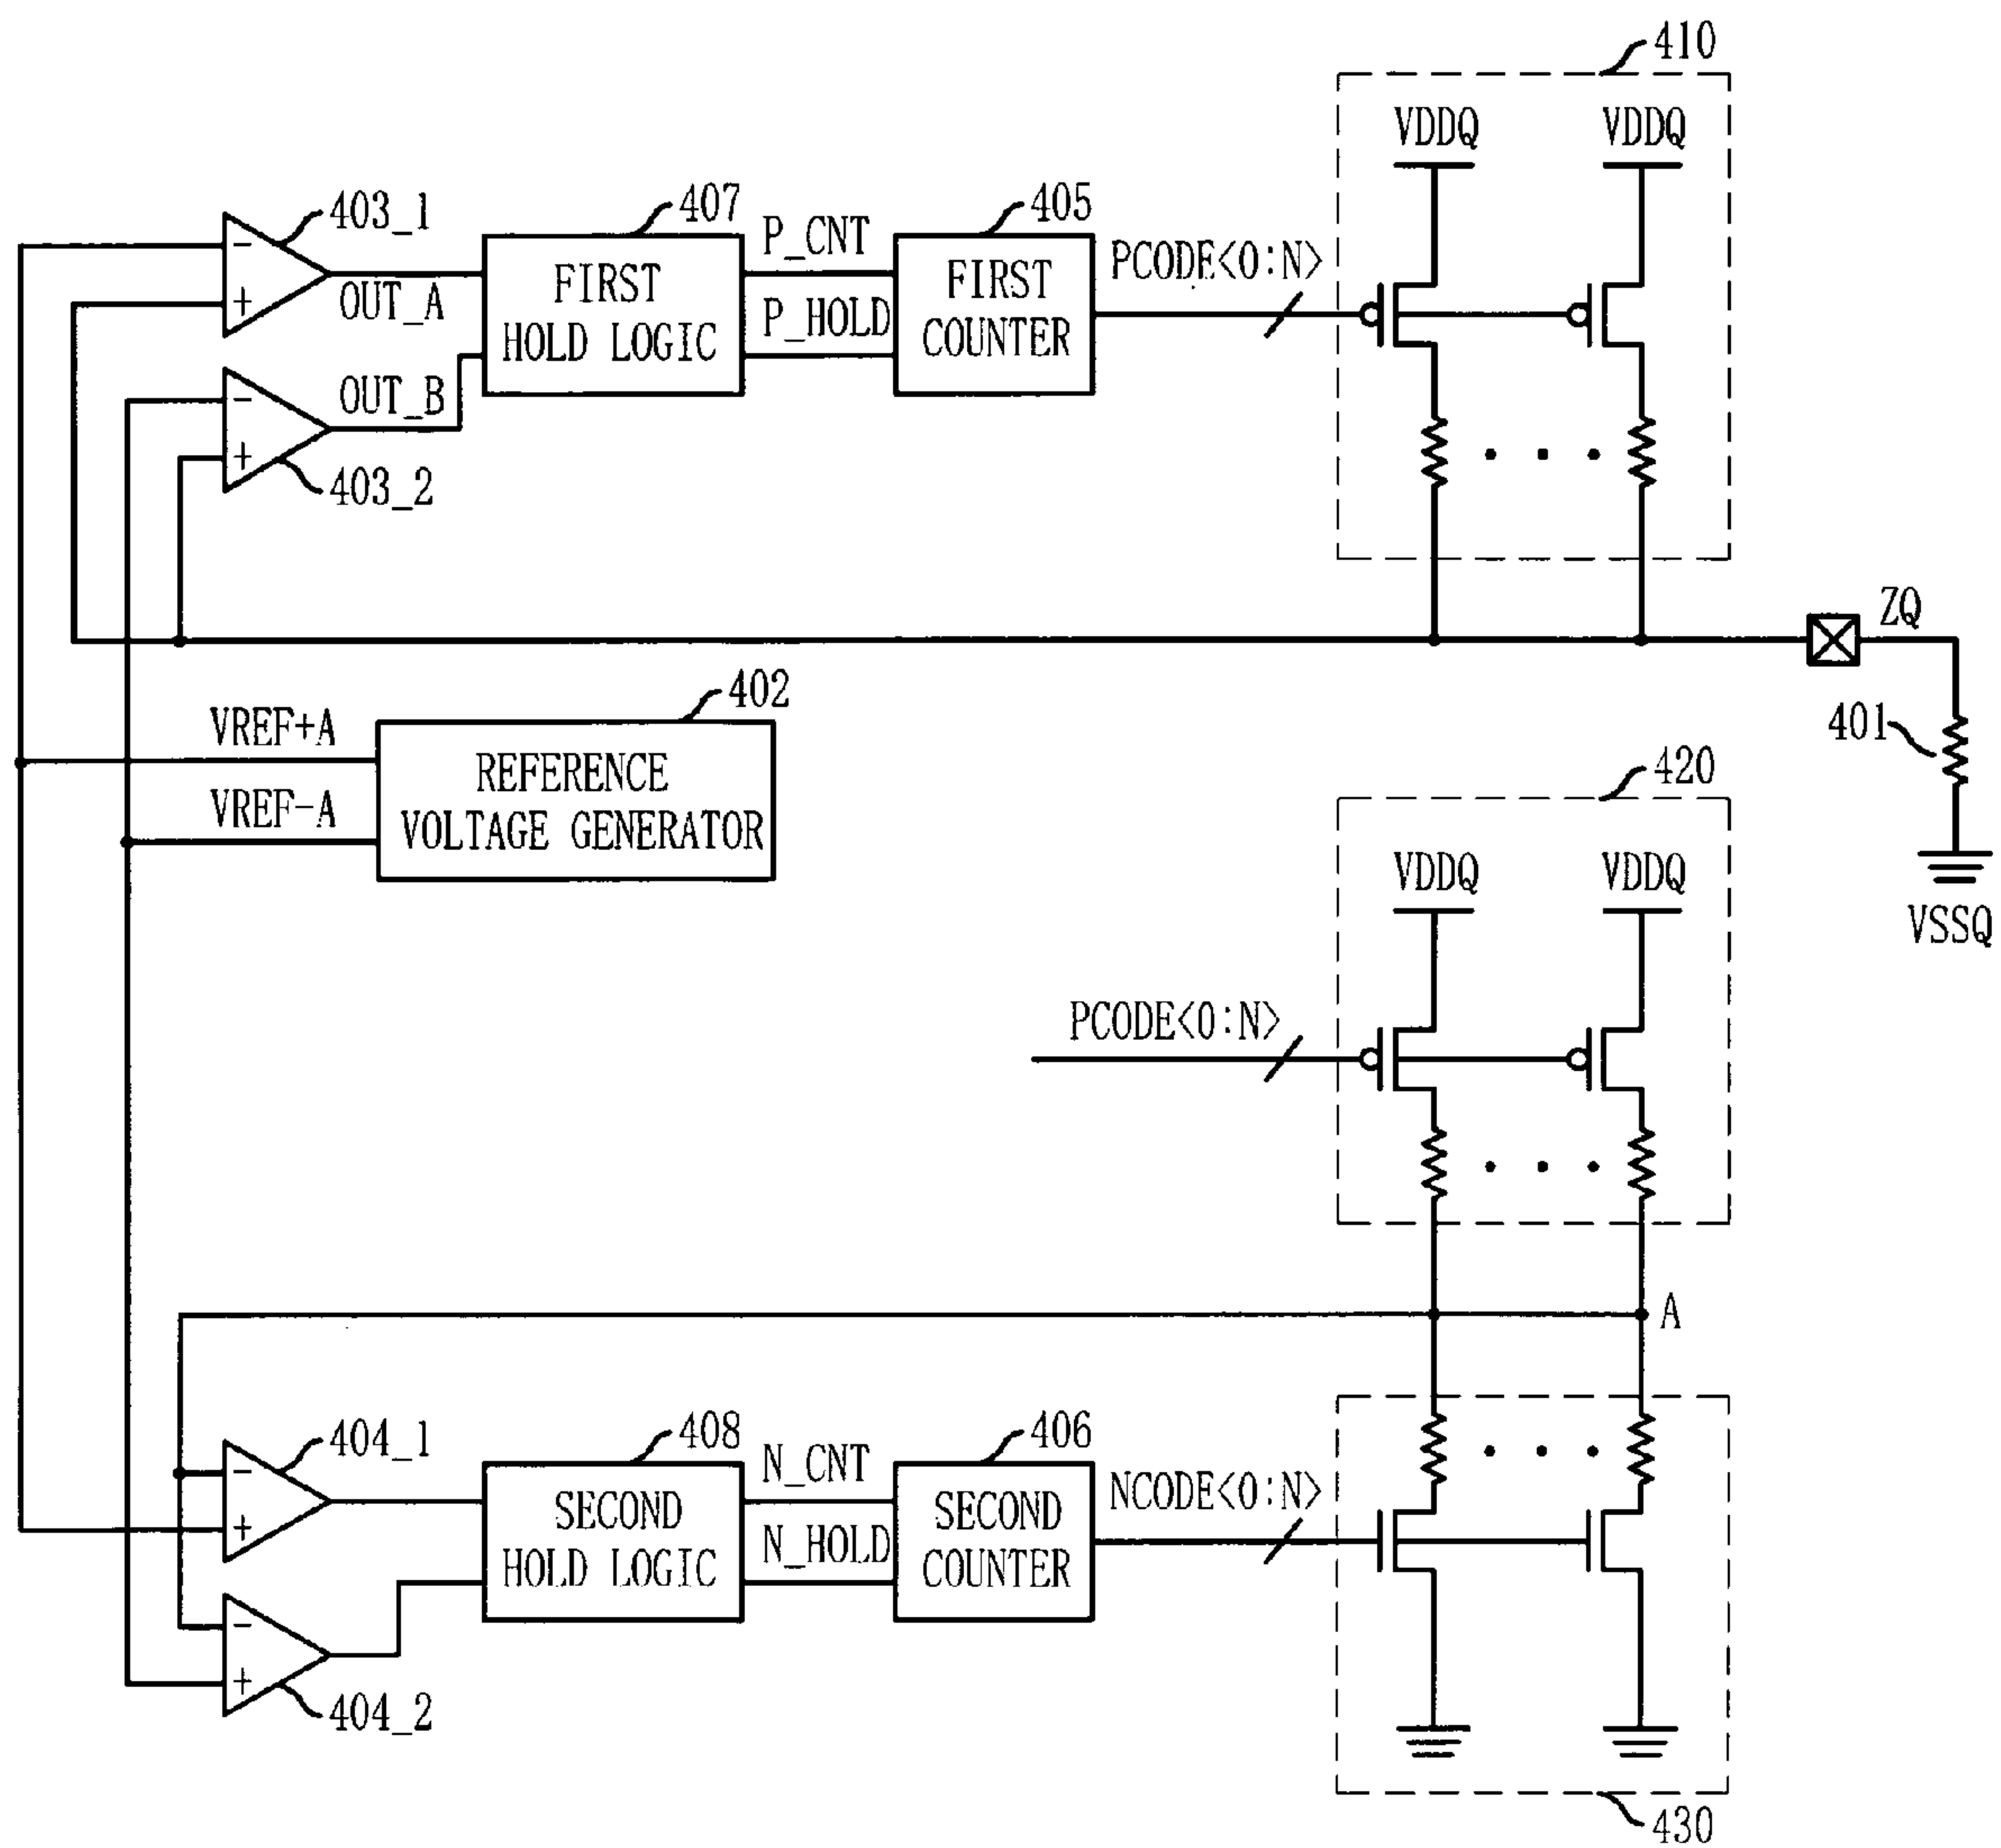 410
VDDQ VDDQ
403_1
407
P_CNT
405
PCODE<0:N>
-
+
OUT_A
FIRST
HOLD LOGIC
P_HOLD
FIRST
COUNTER
OUT_B
-
+
403_2
. . .
ZQ
402
VREF+A
REFERENCE
VOLTAGE GENERATOR
VREF-A
401
VSSQ
420
VDDQ VDDQ
PCODE<0:N>
. . .
A
404_1
408
N_CNT
406
NCODE<0:N>
-
+
SECOND
HOLD LOGIC
N_HOLD
SECOND
COUNTER
. . .
-
+
404_2
430